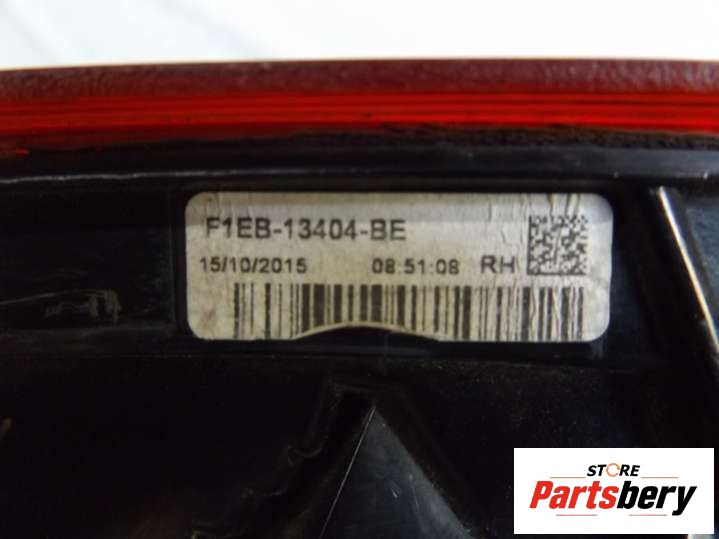 F1EB-13404-BE
15/10/2015 08:51:08 RH
STORE
Partsbery